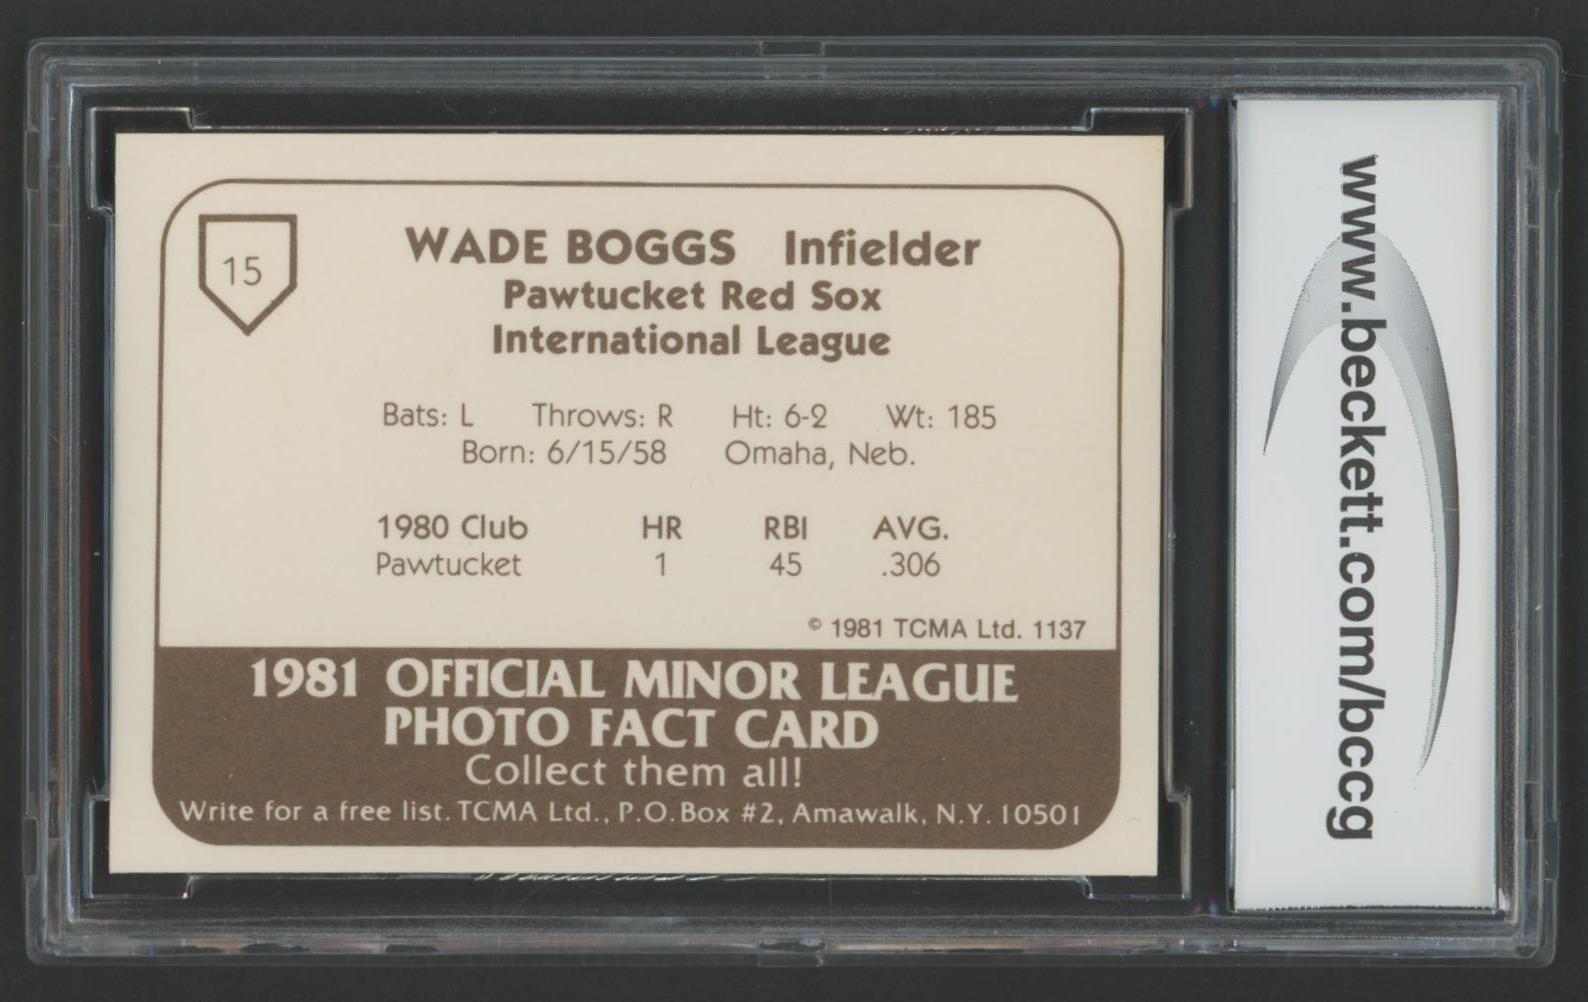 15
WADE BOGGS Infielder
Pawtucket Red Sox
International League
Bats: L Throws: R Ht: 6-2 Wt: 185
Born: 6/15/58 Omaha, Neb.
1980 Club HR RBI AVG.
Pawtucket 1 45 .306
© 1981 TCMA Ltd. 1137
1981 OFFICIAL MINOR LEAGUE
PHOTO FACT CARD
Collect them all!
Write for a free list. TCMA Ltd., P.O. Box #2, Amawalk, N.Y. 10501
www.beckett.com/bccg